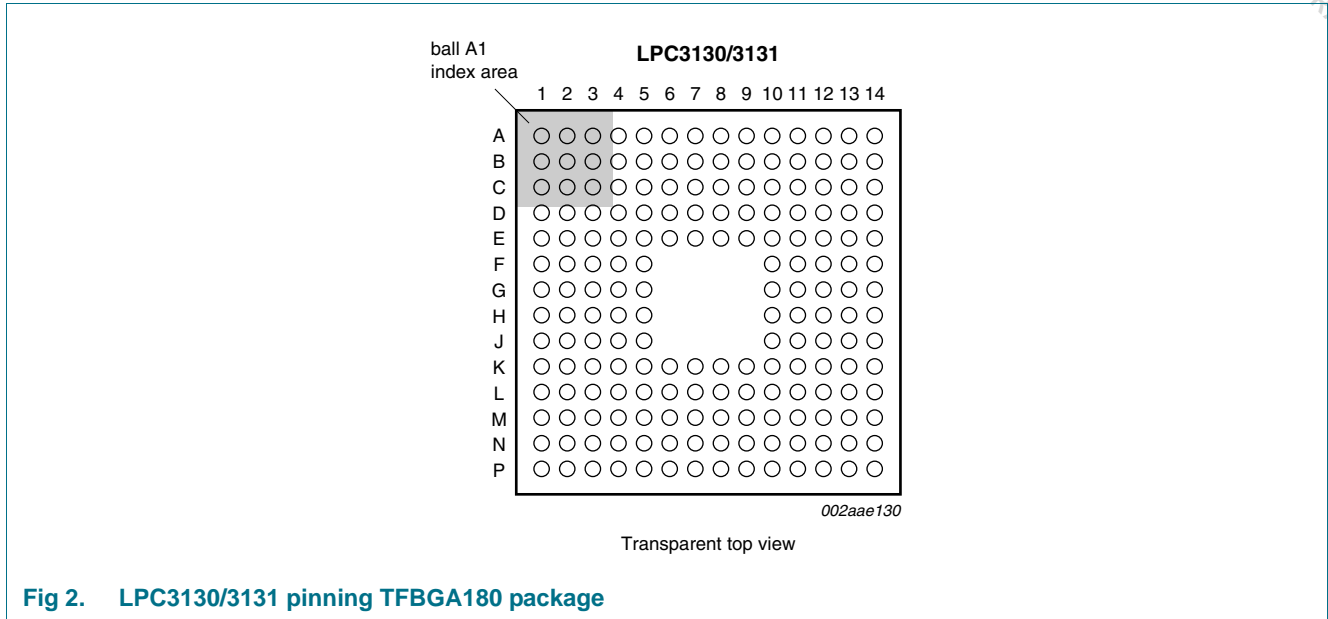 ball A1
index area
LPC3130/3131
1 2 3 4 5 6 7 8 9 10 11 12 13 14
A
B
C
D
E
F
G
H
J
K
L
M
N
P
002aae130
Transparent top view
Fig 2. LPC3130/3131 pinning TFBGA180 package